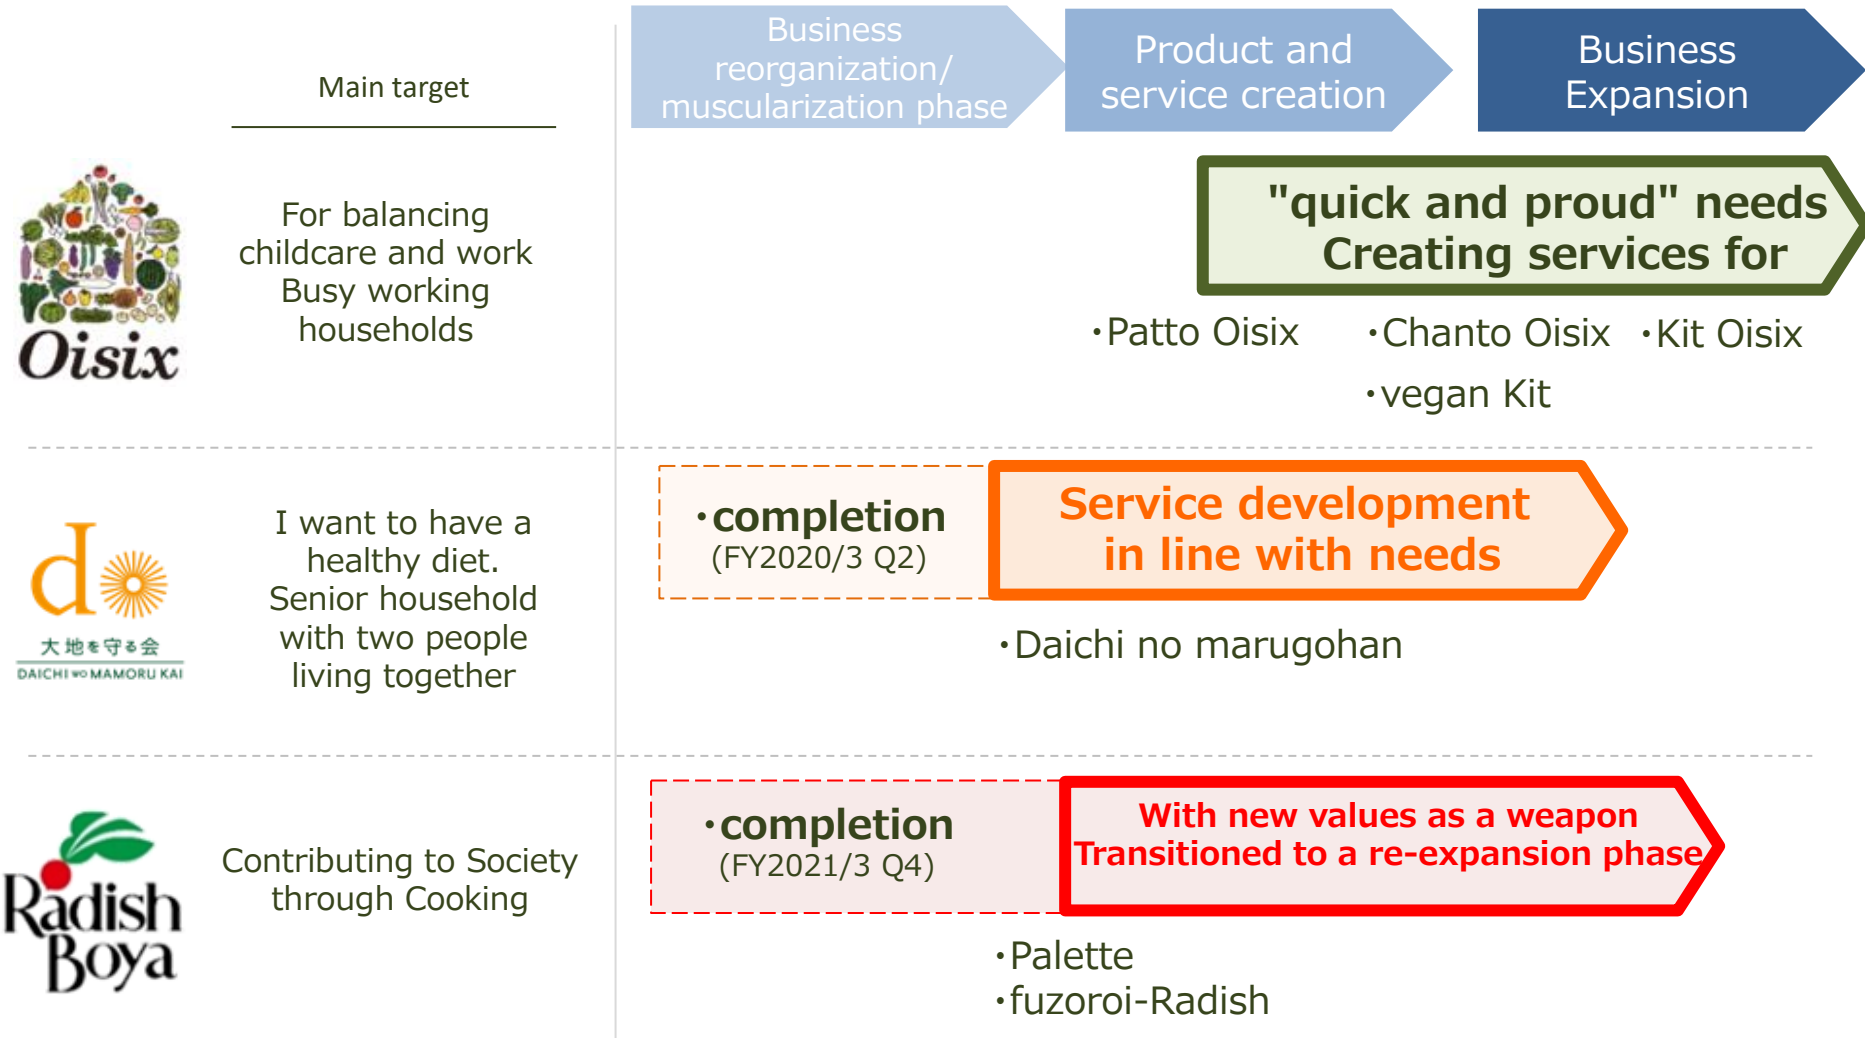 Main target
Business
reorganization/
muscularization phase
Product and
service creation
Business
Expansion
Oisix
For balancing
childcare and work
Busy working
households
"quick and proud" needs
Creating services for
・Patto Oisix
・Chanto Oisix
・Kit Oisix
・vegan Kit
d
大地を守る会
DAICHI WO MAMORU KAI
I want to have a
healthy diet.
Senior household
with two people
living together
・completion
(FY2020/3 Q2)
Service development
in line with needs
・Daichi no marugohan
Radish
Boya
Contributing to Society
through Cooking
・completion
(FY2021/3 Q4)
With new values as a weapon
Transitioned to a re-expansion phase
・Palette
・fuzoroi-Radish